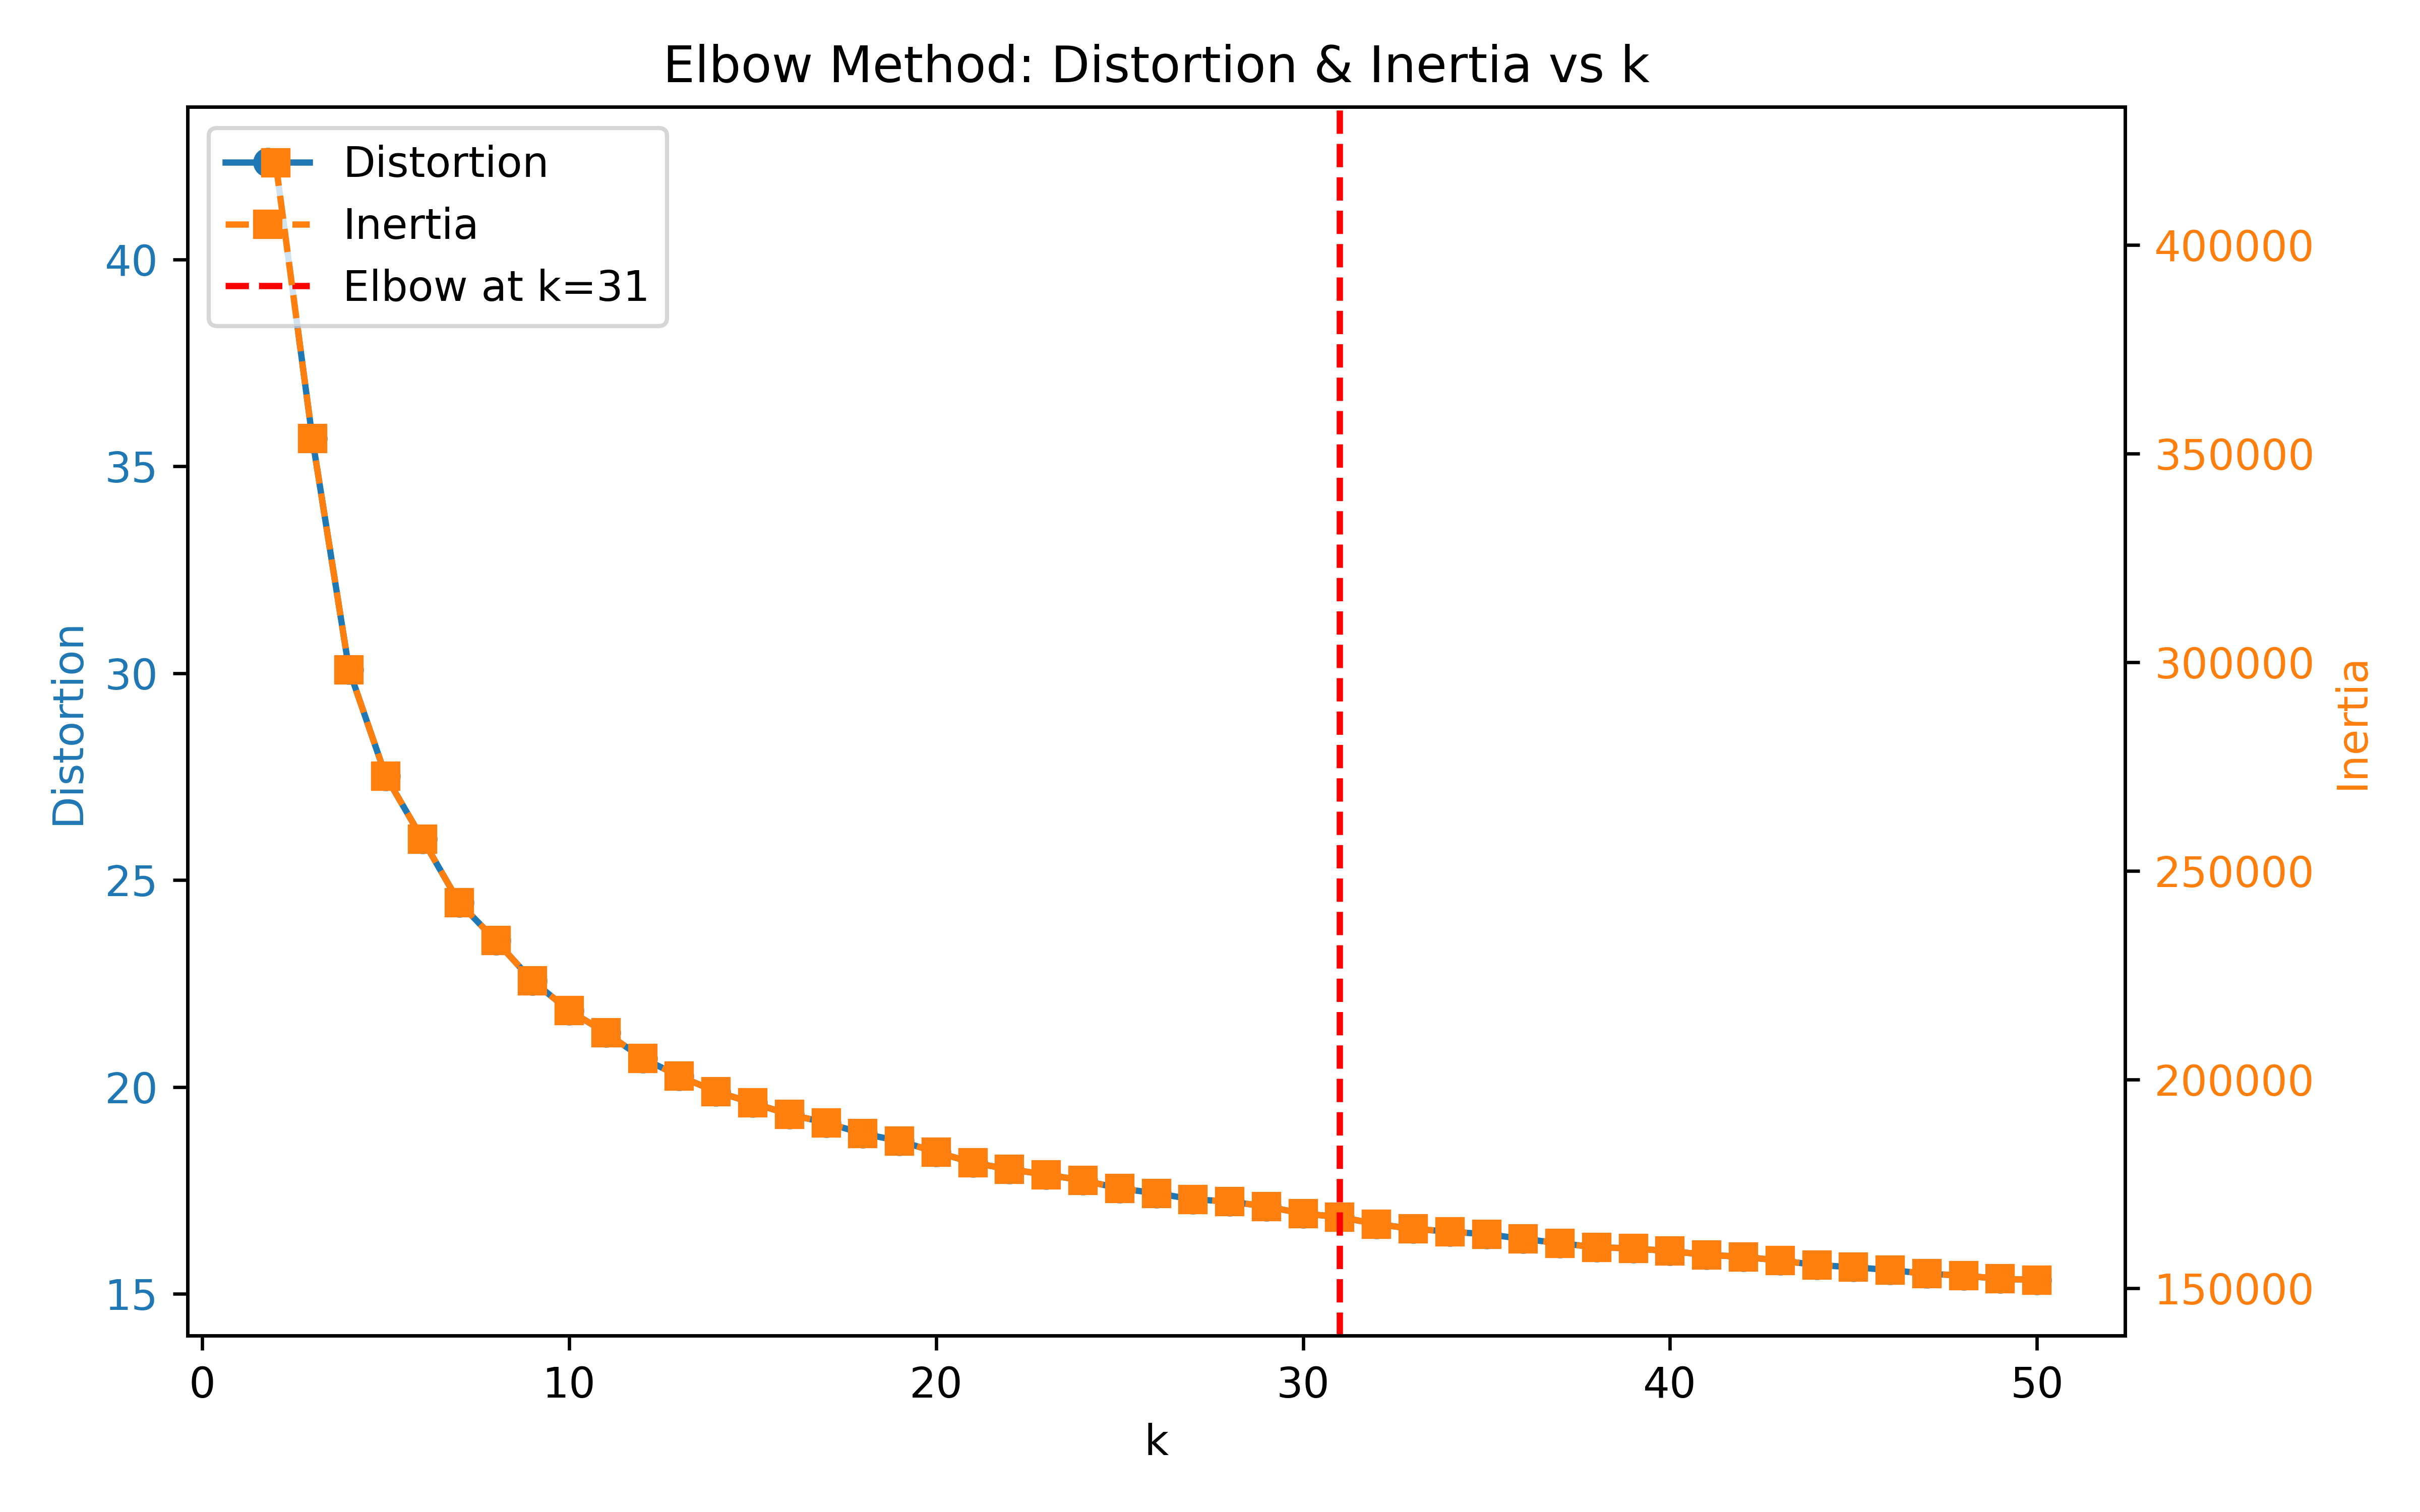 Elbow Method: Distortion & Inertia vs k
Distortion
Inertia
Elbow at k=31
40
35
30
25
20
15
Distortion
400000
350000
300000
250000
200000
150000
Inertia
0 10 20 30 40 50
k